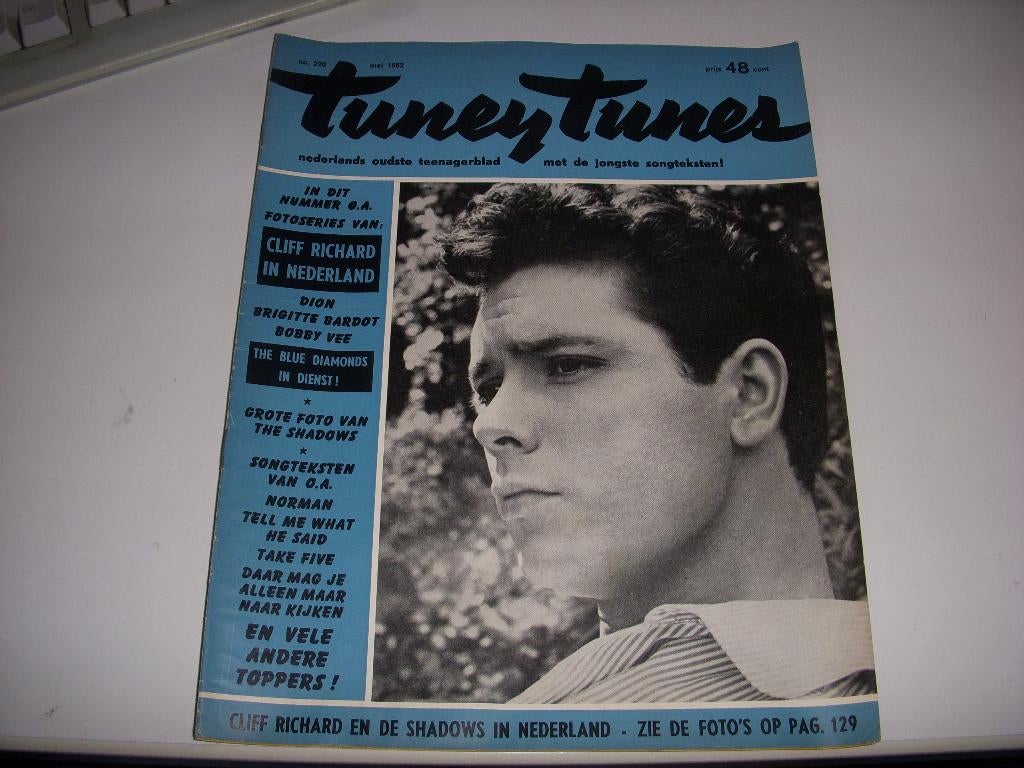 no. 220 mei 1962 prijs 48 cent
Tuney Tunes
nederlands oudste teenagerblad met de jongste songteksten!
IN DIT
NUMMER O.A.
FOTOSERIES VAN:
CLIFF RICHARD
IN NEDERLAND
DION
BRIGITTE BARDOT
BOBBY VEE
THE BLUE DIAMONDS
IN DIENST!
★
GROTE FOTO VAN
THE SHADOWS
★
SONGTEKSTEN
VAN O.A.
NORMAN
TELL ME WHAT
HE SAID
TAKE FIVE
DAAR MAG JE
ALLEEN MAAR
NAAR KIJKEN
EN VELE
ANDERE
TOPPERS!
CLIFF RICHARD EN DE SHADOWS IN NEDERLAND - ZIE DE FOTO'S OP PAG. 129